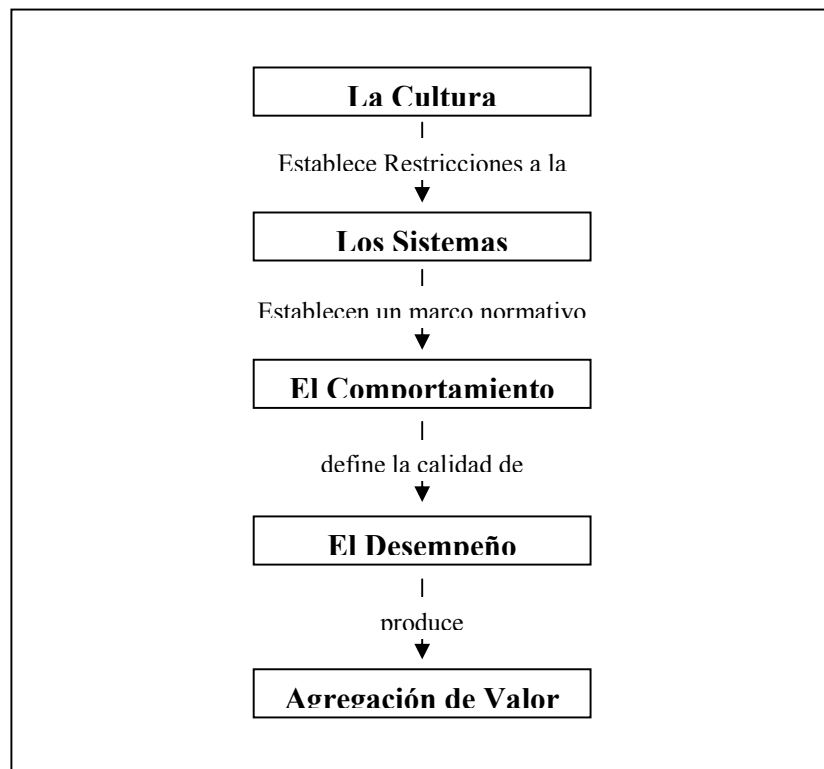 La Cultura
Establece Restricciones a la
Los Sistemas
Establecen un marco normativo
El Comportamiento
define la calidad de
El Desempeño
produce
Agregación de Valor